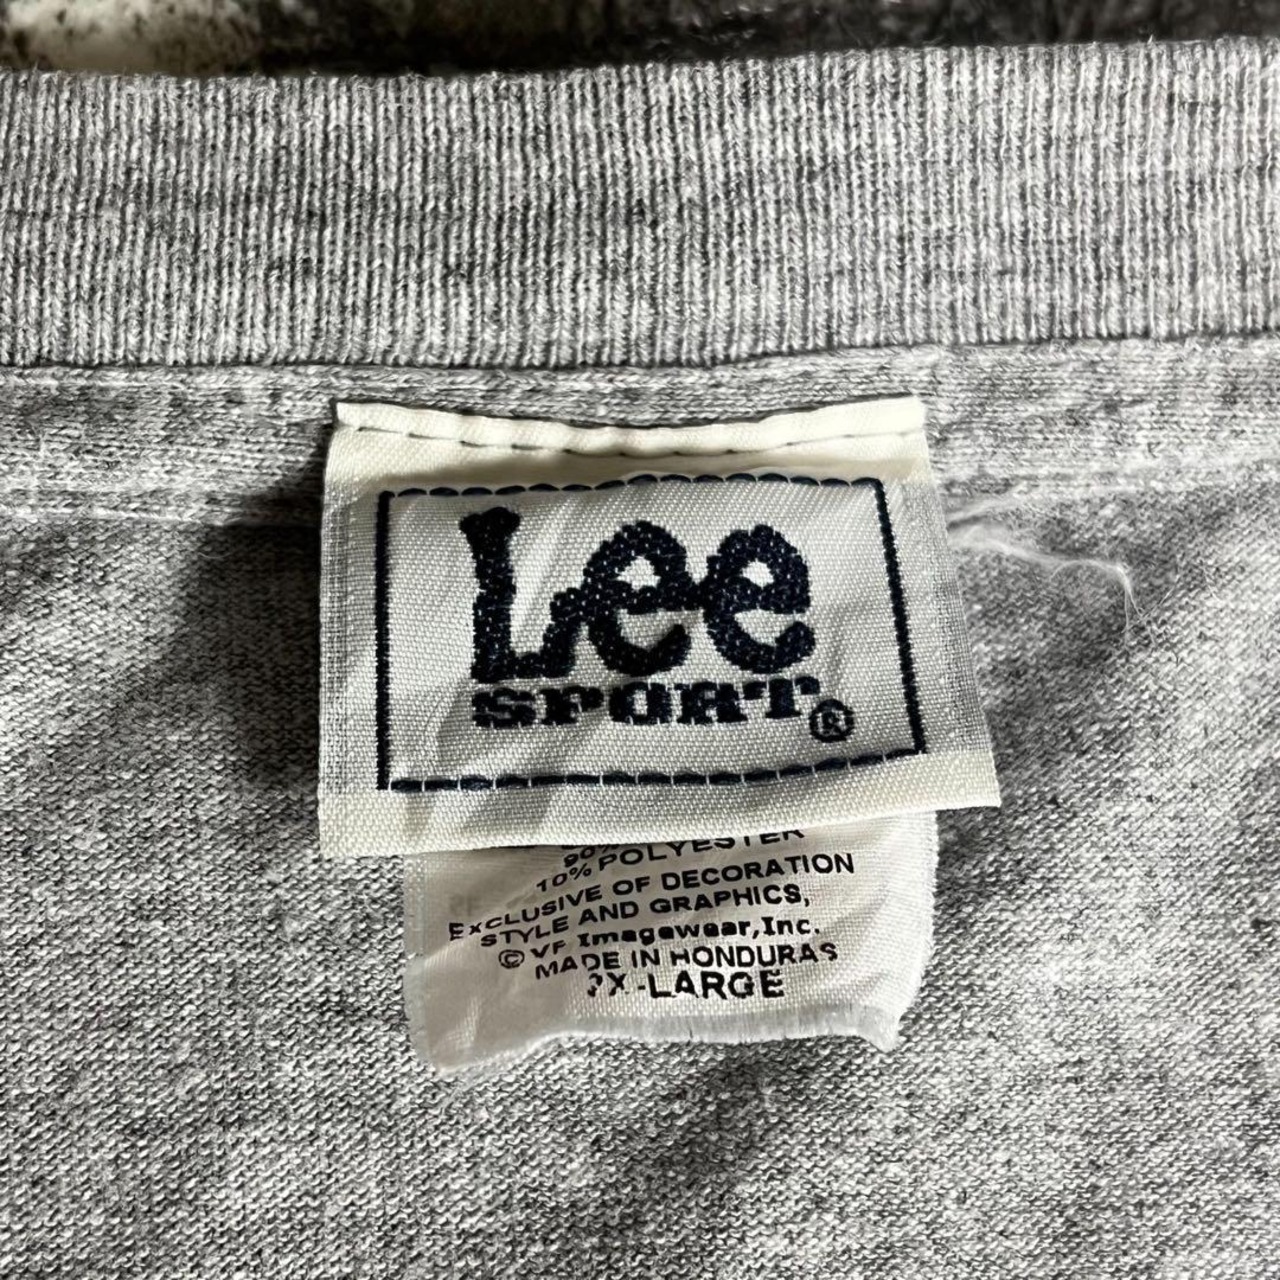 Lee
SPORT®
10% POLYESTER
EXCLUSIVE OF DECORATION
STYLE AND GRAPHICS,
© VF Imagewear,Inc.
MADE IN HONDURAS
X-LARGE